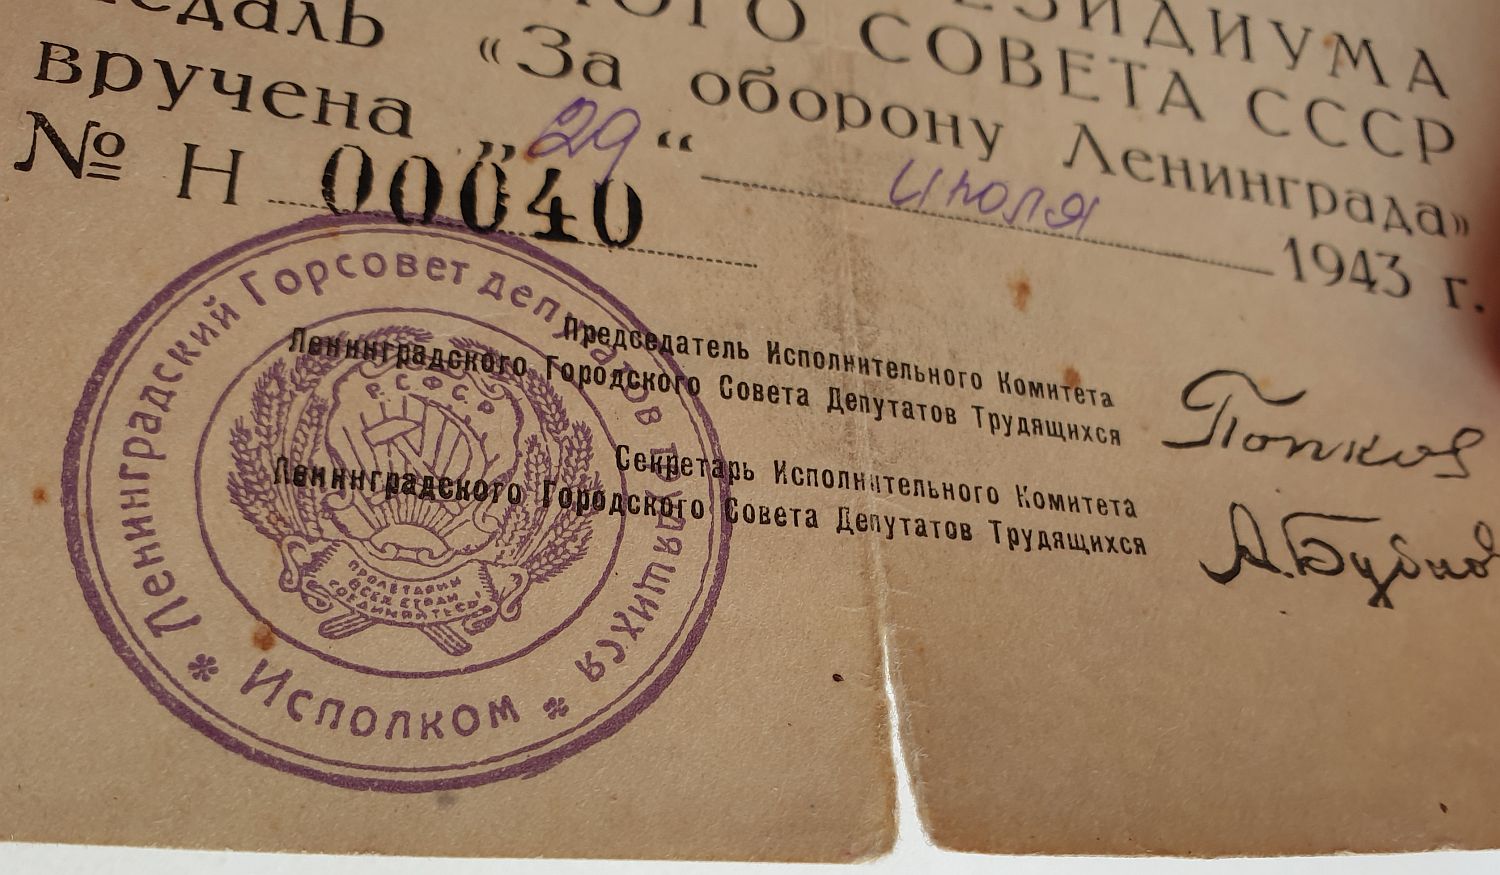 ЗИДИУМА
ОГО СОВЕТА СССР
едаль «За оборону Ленинграда»
вручена „29“ июля 1943 г.
№ Н 00040
Председатель Исполнительного Комитета
Ленинградского Городского Совета Депутатов Трудящихся
Попков
Секретарь Исполнительного Комитета
Ленинградского Городского Совета Депутатов Трудящихся
А.Бубнов
Ленинградский Горсовет депутатов трудящихся
* Исполком *
Р.С.Ф.С.Р.
ПРОЛЕТАРИИ
ВСЕХ СТРАН
СОЕДИНЯЙТЕСЬ!